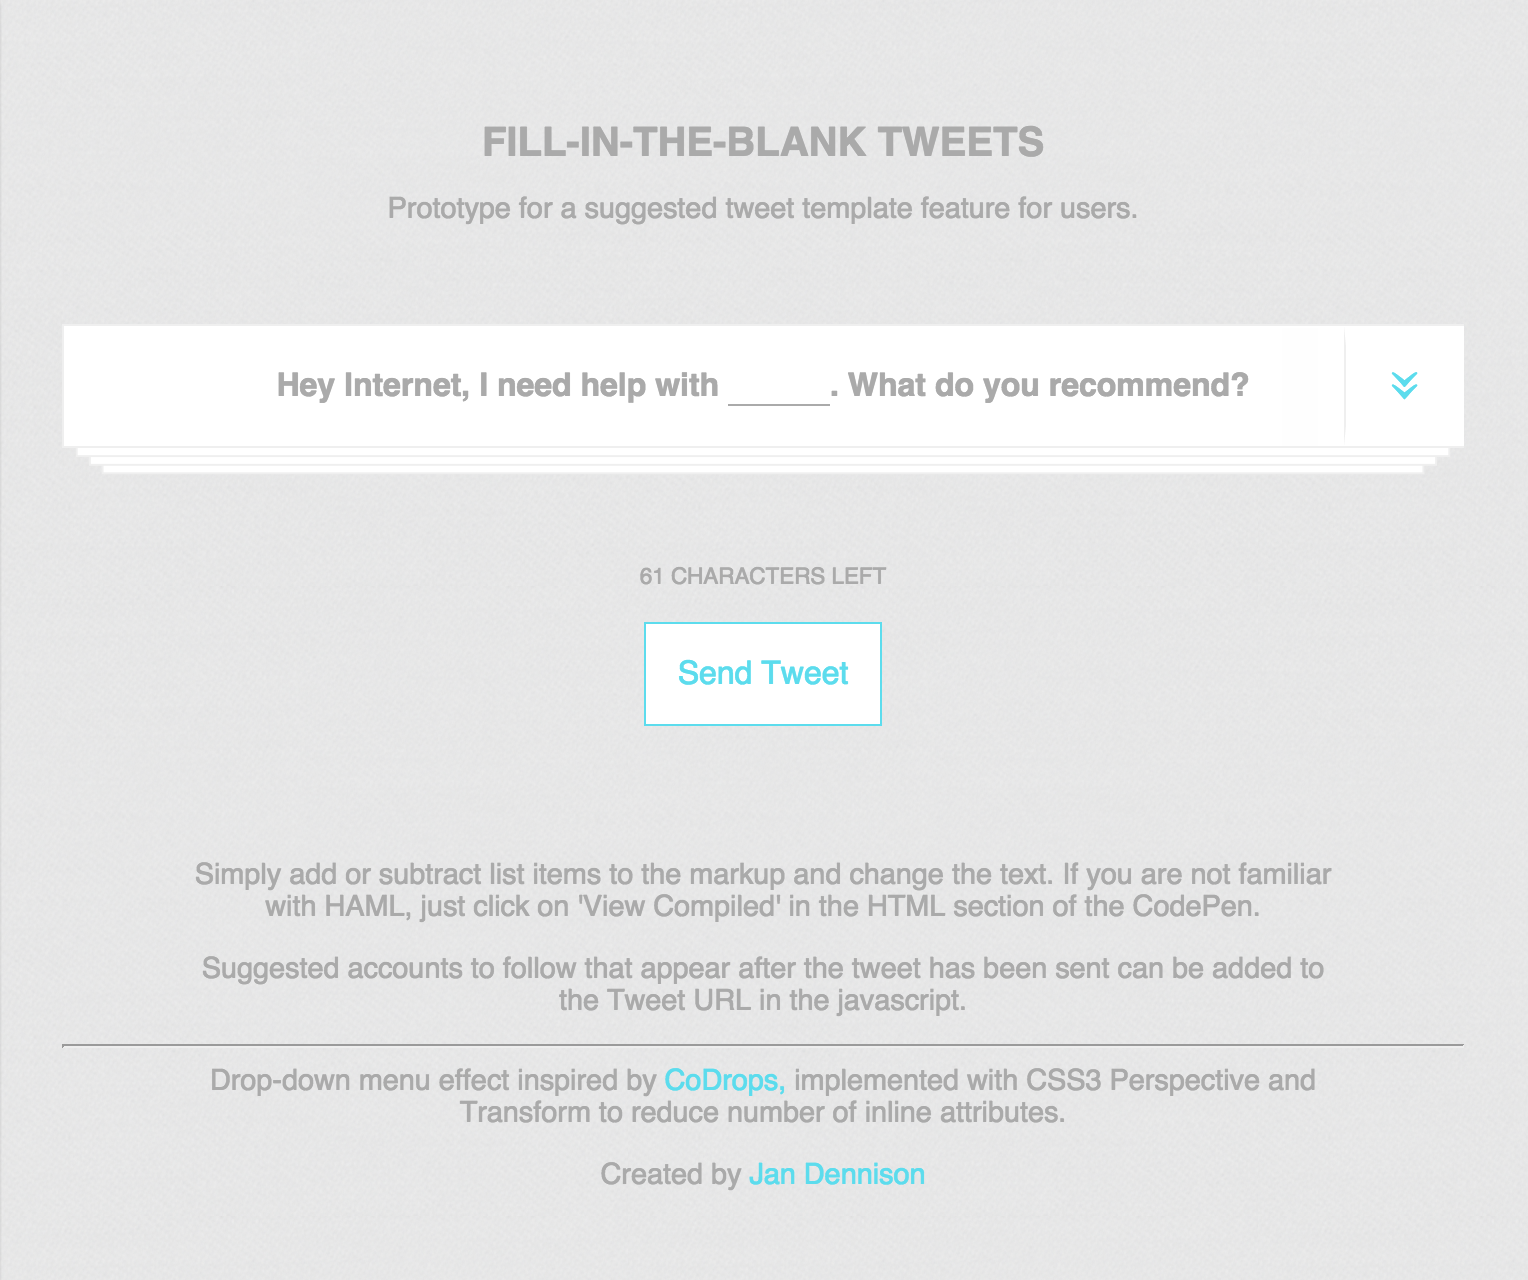 FILL-IN-THE-BLANK TWEETS
Prototype for a suggested tweet template feature for users.
Hey Internet, I need help with ______. What do you recommend?
61 CHARACTERS LEFT
Send Tweet
Simply add or subtract list items to the markup and change the text. If you are not familiar
with HAML, just click on 'View Compiled' in the HTML section of the CodePen.
Suggested accounts to follow that appear after the tweet has been sent can be added to
the Tweet URL in the javascript.
Drop-down menu effect inspired by CoDrops, implemented with CSS3 Perspective and
Transform to reduce number of inline attributes.
Created by Jan Dennison